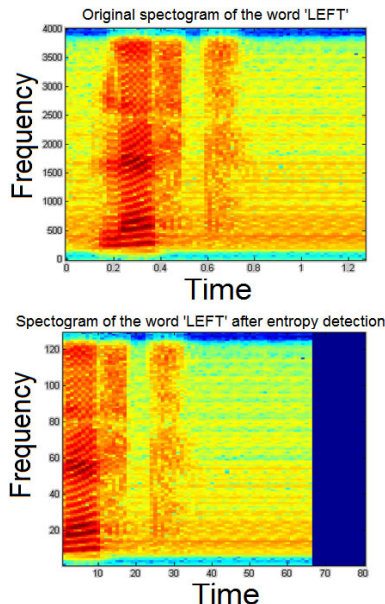 Original spectogram of the word 'LEFT'
4000
3500
3000
2500
2000
1500
1000
500
0
Frequency
0 0.2 0.4 0.6 0.8 1 1.2
Time
Spectogram of the word 'LEFT' after entropy detection
120
100
80
60
40
20
Frequency
10 20 30 40 50 60 70 80
Time